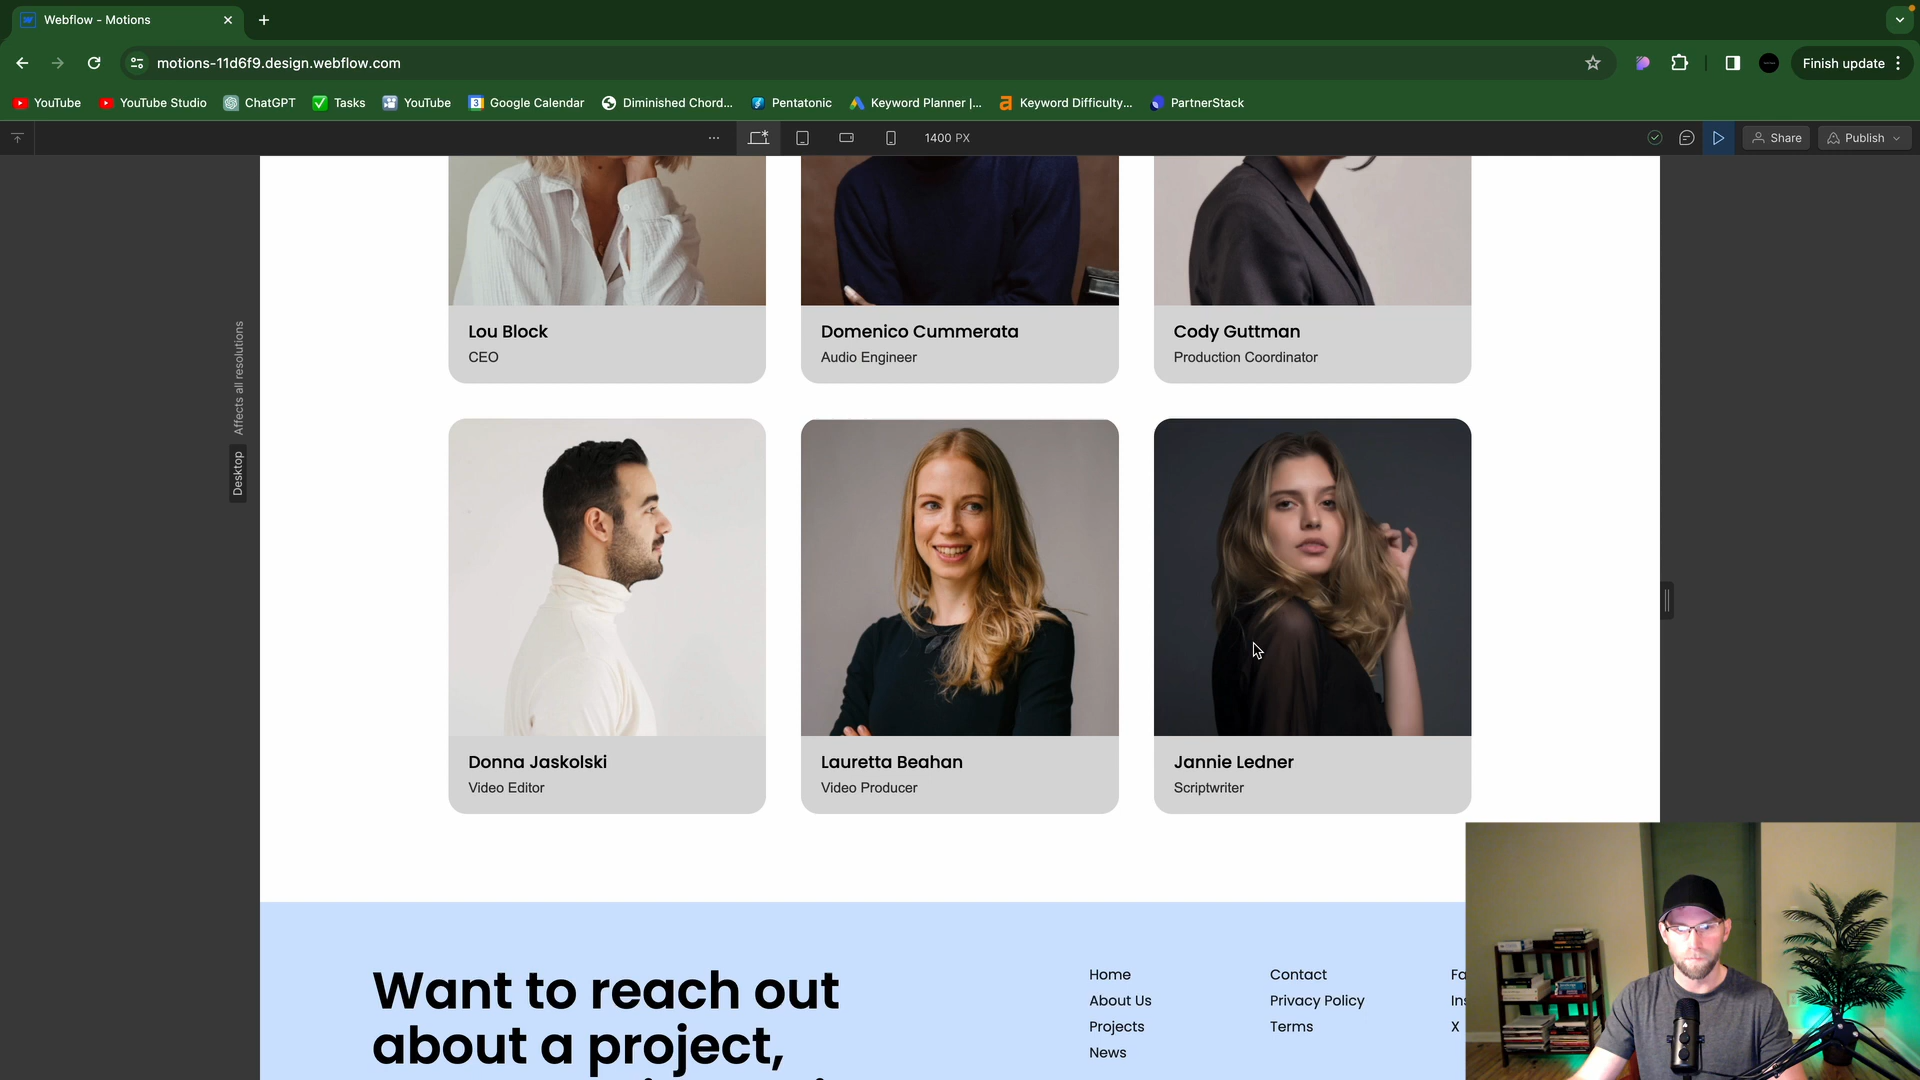 Webflow - Motions
motions-11d6f9.design.webflow.com
Finish update
YouTube
YouTube Studio
ChatGPT
Tasks
YouTube
Google Calendar
Diminished Chord...
Pentatonic
Keyword Planner |...
Keyword Difficulty...
PartnerStack
1400 PX
Share
Publish
Affects all resolutions
Desktop
Lou Block
CEO
Domenico Cummerata
Audio Engineer
Cody Guttman
Production Coordinator
Donna Jaskolski
Video Editor
Lauretta Beahan
Video Producer
Jannie Ledner
Scriptwriter
Want to reach out
about a project,
Home
About Us
Projects
News
Contact
Privacy Policy
Terms
Fa
Ins
X